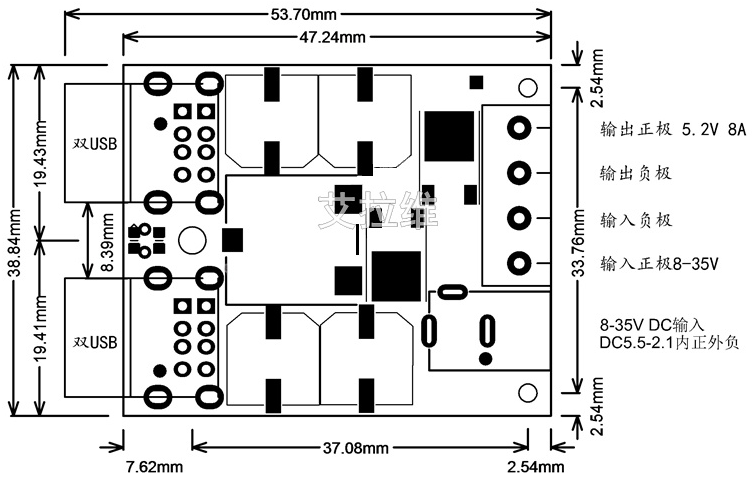 53.70mm
47.24mm
2.54mm
19.43mm
双USB
输出正极 5.2V 8A
输出负极
艾拉维
输入负极
38.84mm
8.39mm
33.76mm
输入正极8-35V
19.41mm
双USB
8-35V DC输入
DC5.5-2.1内正外负
2.54mm
37.08mm
7.62mm
2.54mm